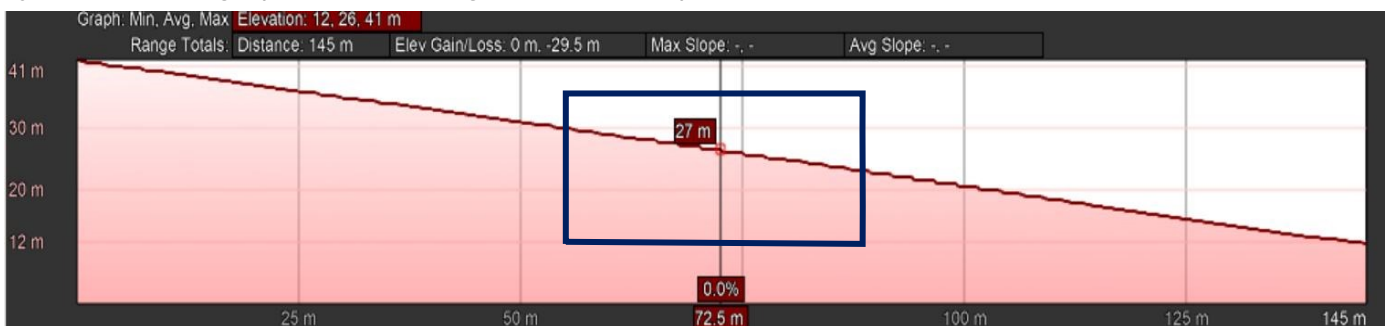 Graph: Min, Avg, Max Elevation: 12, 26, 41 m
Range Totals: Distance: 145 m Elev Gain/Loss: 0 m, -29.5 m Max Slope: -, - Avg Slope: -, -
41 m
30 m
27 m
20 m
12 m
0.0%
25 m 50 m 72.5 m 100 m 125 m 145 m